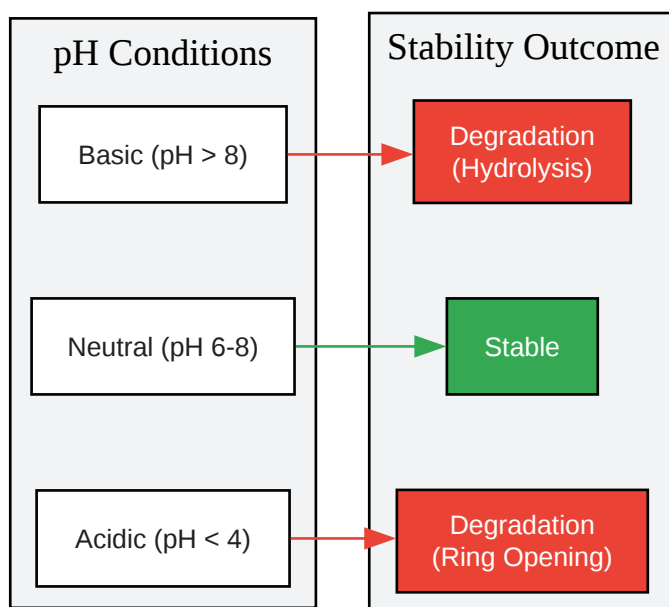 pH Conditions
Stability Outcome
Basic (pH > 8)
Degradation
(Hydrolysis)
Neutral (pH 6-8)
Stable
Acidic (pH < 4)
Degradation
(Ring Opening)